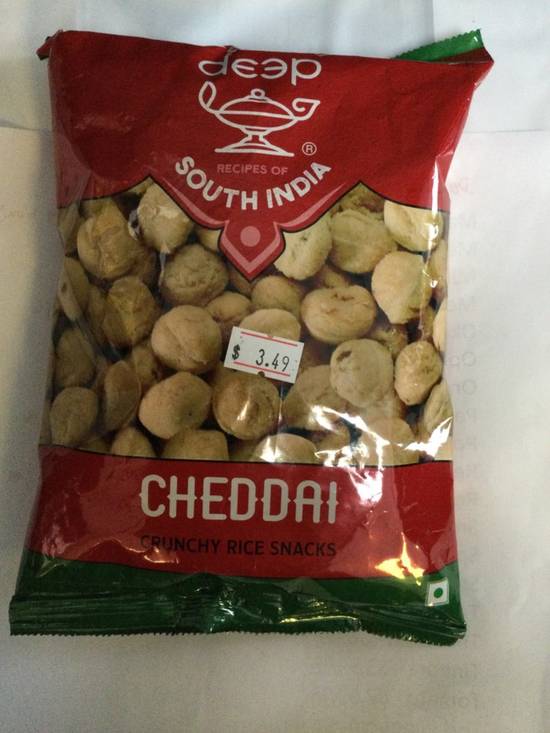 deep
®
RECIPES OF
SOUTH INDIA
$ 3.49
CHEDDAI
CRUNCHY RICE SNACKS